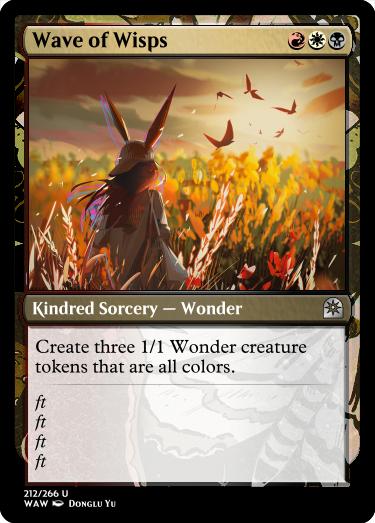 Wave of Wisps
Kindred Sorcery — Wonder
Create three 1/1 Wonder creature
tokens that are all colors.
ft
ft
ft
ft
212/266 U
WAW Donglu Yu